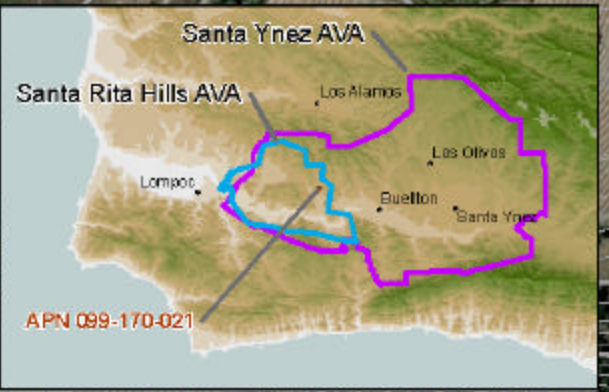 Santa Ynez AVA
Santa Rita Hills AVA
Los Alamos
Los Olivos
Lompoc
Buellton
Santa Ynez
APN 099-170-021